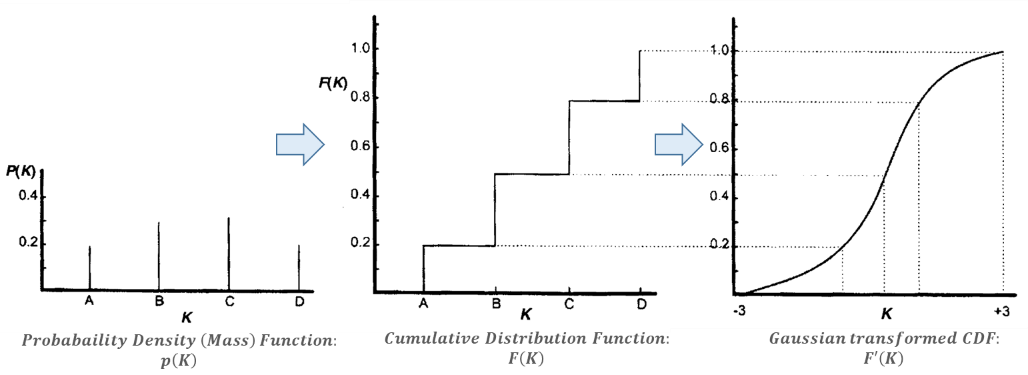 P(K)
0.4
0.2
A B C D
K
Probabaility Density (Mass) Function:
p(K)
F(K)
1.0
0.8
0.6
0.4
0.2
A B C D
K
Cumulative Distribution Function:
F(K)
1.0
0.8
0.6
0.4
0.2
-3 K +3
Gaussian transformed CDF:
F'(K)